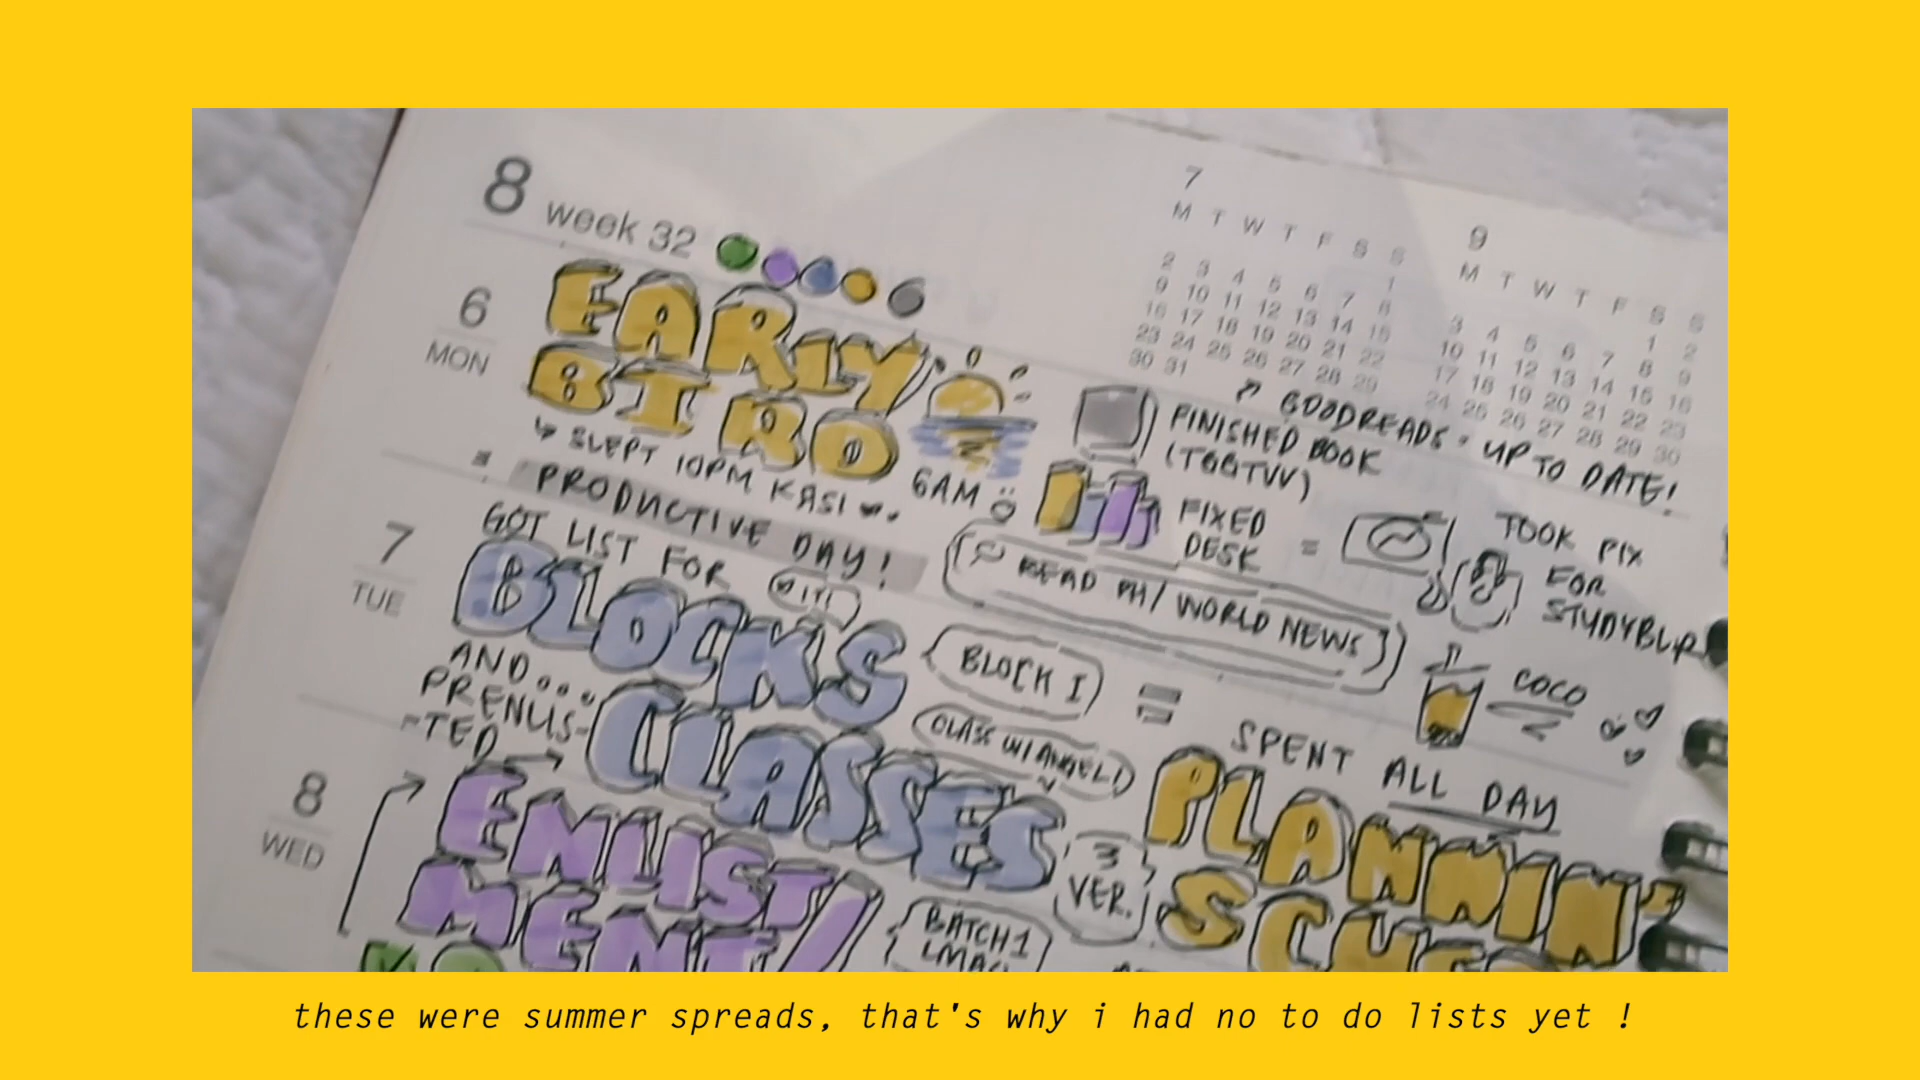 8 week 32
7
M T W T F S S
1
2 3 4 5 6 7 8
9 10 11 12 13 14 15
16 17 18 19 20 21 22
23 24 25 26 27 28 29
30 31
9
M T W T F S S
1 2
3 4 5 6 7 8 9
10 11 12 13 14 15 16
17 18 19 20 21 22 23
24 25 26 27 28 29 30
6
MON
EARLY
BIRD
SLEPT 10PM KASI
6AM
= PRODUCTIVE DAY!
GOODREADS = UP TO DATE!
FINISHED BOOK
(TGGTVV)
FIXED
DESK
=
TOOK PIX
FOR
STUDYBLR
READ PH/WORLD NEWS
7
TUE
GOT LIST FOR
BLOCKS
AND...
PRENLIS-
-TED
CLASSES
BLOCK I
CLASS W/ ANGELI
=
COCO
SPENT ALL DAY
PLANNIN'
8
WED
ENLIST/
MENT/
3
VER.
BATCH 1
these were summer spreads, that's why i had no to do lists yet !